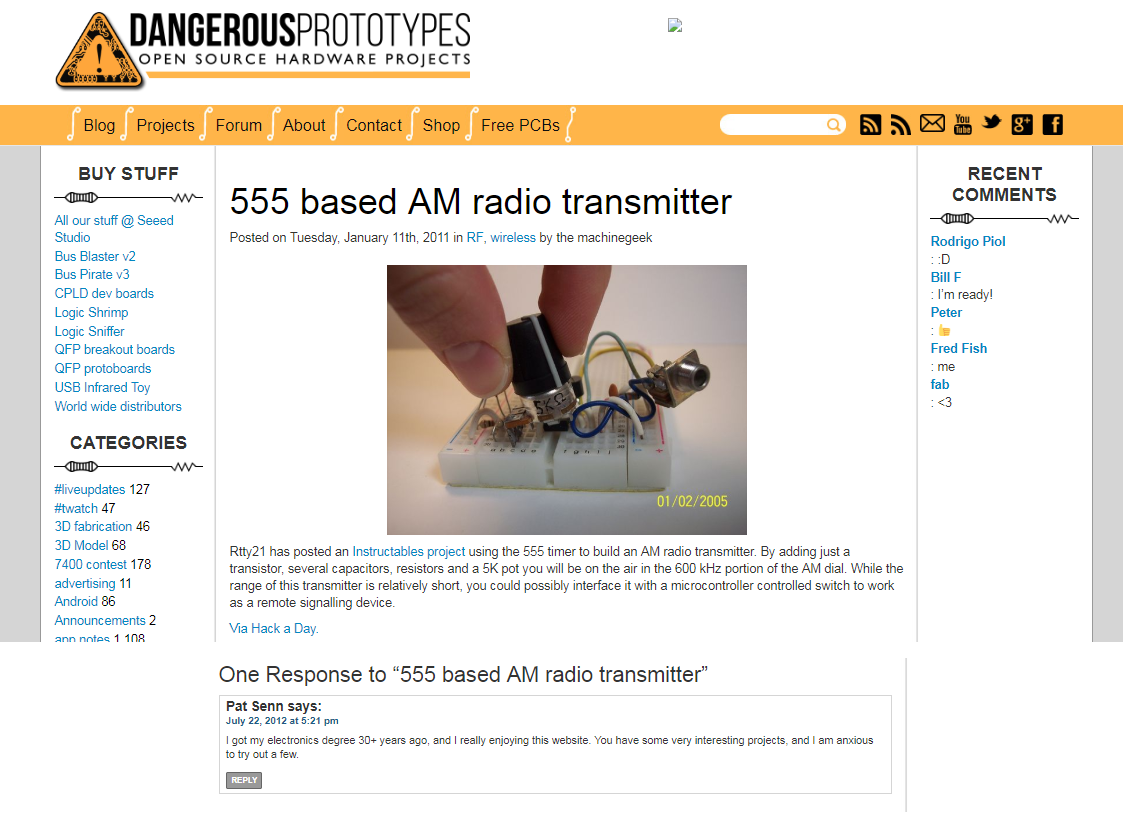 DANGEROUSPROTOTYPES
OPEN SOURCE HARDWARE PROJECTS
Blog Projects Forum About Contact Shop Free PCBs
You
Tube
g+
f
BUY STUFF
All our stuff @ Seeed
Studio
Bus Blaster v2
Bus Pirate v3
CPLD dev boards
Logic Shrimp
Logic Sniffer
QFP breakout boards
QFP protoboards
USB Infrared Toy
World wide distributors
CATEGORIES
#liveupdates 127
#twatch 47
3D fabrication 46
3D Model 68
7400 contest 178
advertising 11
Android 86
Announcements 2
app notes 1,108
555 based AM radio transmitter
Posted on Tuesday, January 11th, 2011 in RF, wireless by the machinegeek
5KΩ
01/02/2005
Rtty21 has posted an Instructables project using the 555 timer to build an AM radio transmitter. By adding just a
transistor, several capacitors, resistors and a 5K pot you will be on the air in the 600 kHz portion of the AM dial. While the
range of this transmitter is relatively short, you could possibly interface it with a microcontroller controlled switch to work
as a remote signalling device.
Via Hack a Day.
RECENT
COMMENTS
Rodrigo Piol
: :D
Bill F
: I'm ready!
Peter
: 👍
Fred Fish
: me
fab
: <3
One Response to “555 based AM radio transmitter”
Pat Senn says:
July 22, 2012 at 5:21 pm
I got my electronics degree 30+ years ago, and I really enjoying this website. You have some very interesting projects, and I am anxious
to try out a few.
REPLY